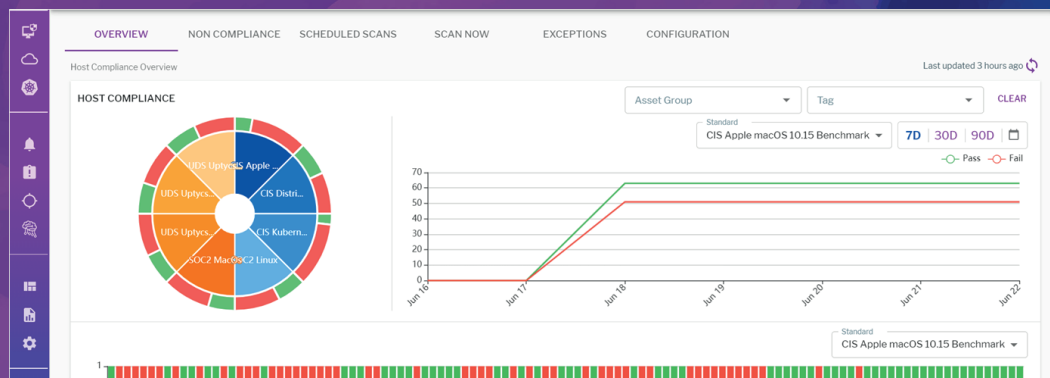 OVERVIEW NON COMPLIANCE SCHEDULED SCANS SCAN NOW EXCEPTIONS CONFIGURATION
Host Compliance Overview
Last updated 3 hours ago
HOST COMPLIANCE
Asset Group
Tag
CLEAR
Standard
CIS Apple macOS 10.15 Benchmark
7D 30D 90D
Pass Fail
UDS Uptycs
CIS Apple ...
UDS Uptycs...
CIS Distri...
UDS Uptycs...
CIS Kubern...
SOC2 MacOS
SOC2 Linux
70
60
50
40
30
20
10
0
Jun 16 Jun 17 Jun 18 Jun 19 Jun 20 Jun 21 Jun 22
Standard
CIS Apple macOS 10.15 Benchmark
1